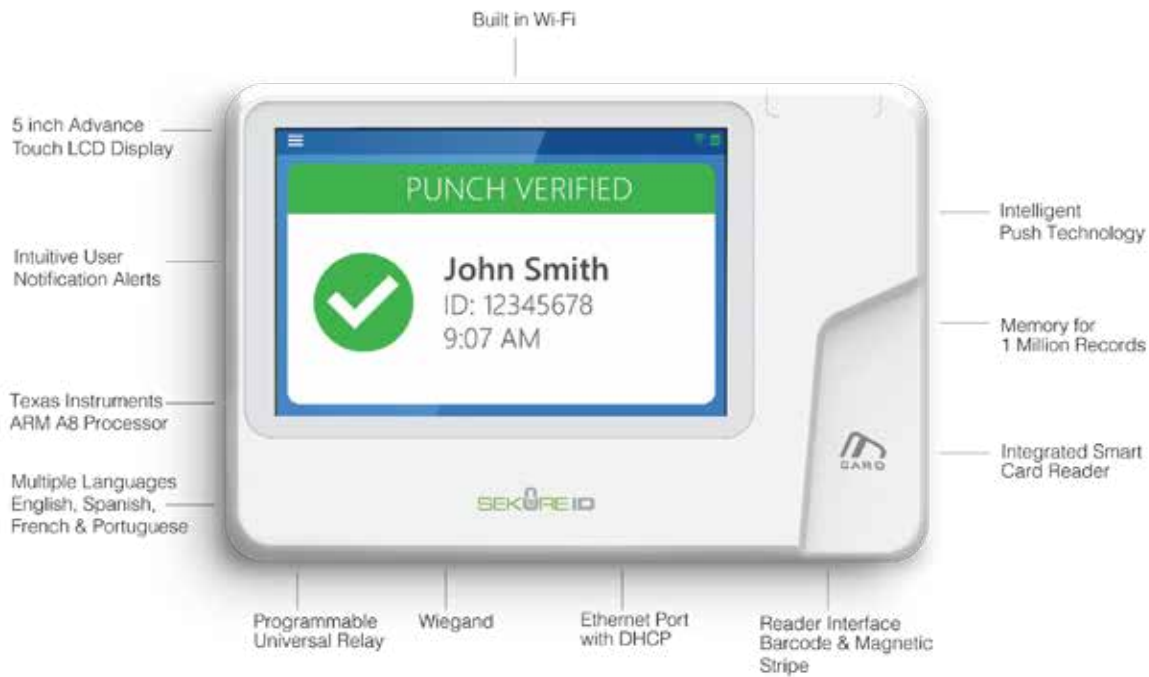 Built in Wi-Fi
5 inch Advance
Touch LCD Display
PUNCH VERIFIED
Intelligent
Push Technology
Intuitive User
Notification Alerts
John Smith
ID: 12345678
9:07 AM
Memory for
1 Million Records
Texas Instruments
ARM A8 Processor
CARD
Integrated Smart
Card Reader
Multiple Languages
English, Spanish,
French & Portuguese
SEKURE ID
Programmable
Universal Relay
Wiegand
Ethernet Port
with DHCP
Reader Interface
Barcode & Magnetic
Stripe